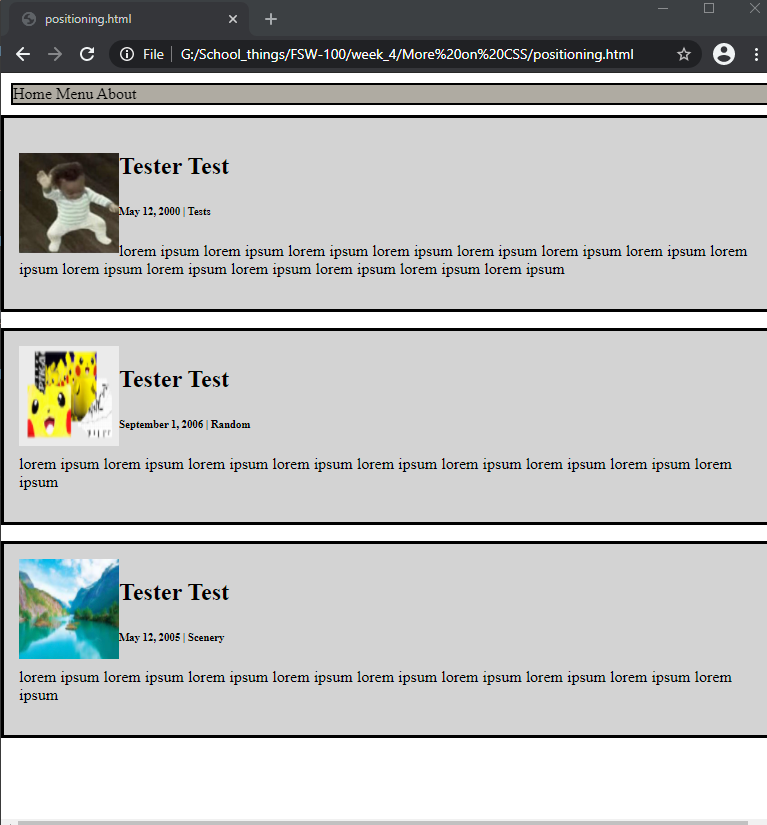 positioning.html
File
G:/School_things/FSW-100/week_4/More%20on%20CSS/positioning.html
Home Menu About
Tester Test
May 12, 2000 | Tests
lorem ipsum lorem ipsum lorem ipsum lorem ipsum lorem ipsum lorem ipsum lorem ipsum lorem
ipsum lorem ipsum lorem ipsum lorem ipsum lorem ipsum lorem ipsum lorem ipsum
Tester Test
September 1, 2006 | Random
lorem ipsum lorem ipsum lorem ipsum lorem ipsum lorem ipsum lorem ipsum lorem ipsum lorem ipsum lorem
ipsum
Tester Test
May 12, 2005 | Scenery
lorem ipsum lorem ipsum lorem ipsum lorem ipsum lorem ipsum lorem ipsum lorem ipsum lorem ipsum lorem
ipsum